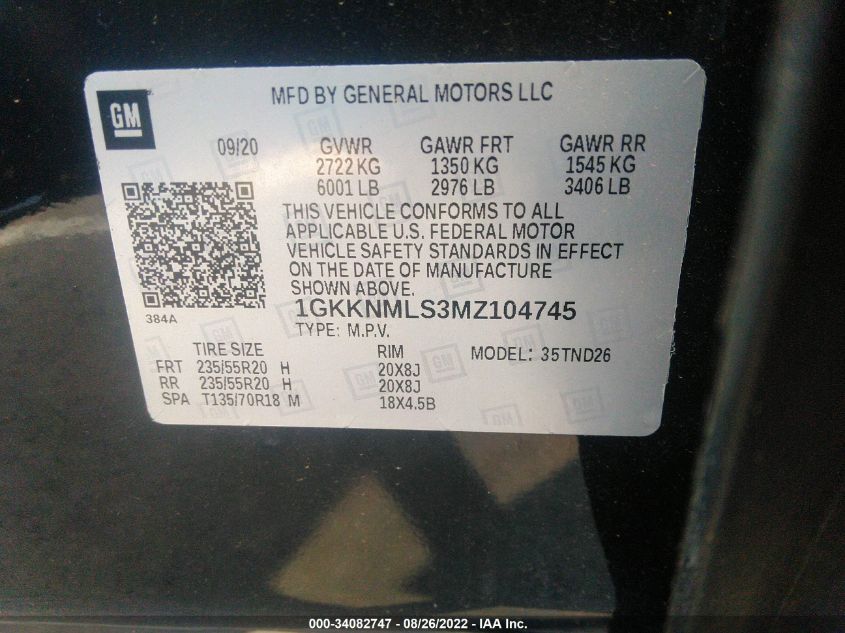 GM
MFD BY GENERAL MOTORS LLC
09/20 GVWR GAWR FRT GAWR RR
2722 KG 1350 KG 1545 KG
6001 LB 2976 LB 3406 LB
THIS VEHICLE CONFORMS TO ALL
APPLICABLE U.S. FEDERAL MOTOR
VEHICLE SAFETY STANDARDS IN EFFECT
ON THE DATE OF MANUFACTURE
SHOWN ABOVE.
384A
1GKKNMLS3MZ104745
TYPE: M.P.V.
TIRE SIZE RIM MODEL: 35TND26
FRT 235/55R20 H 20X8J
RR 235/55R20 H 20X8J
SPA T135/70R18 M 18X4.5B
000-34082747 - 08/26/2022 - IAA Inc.